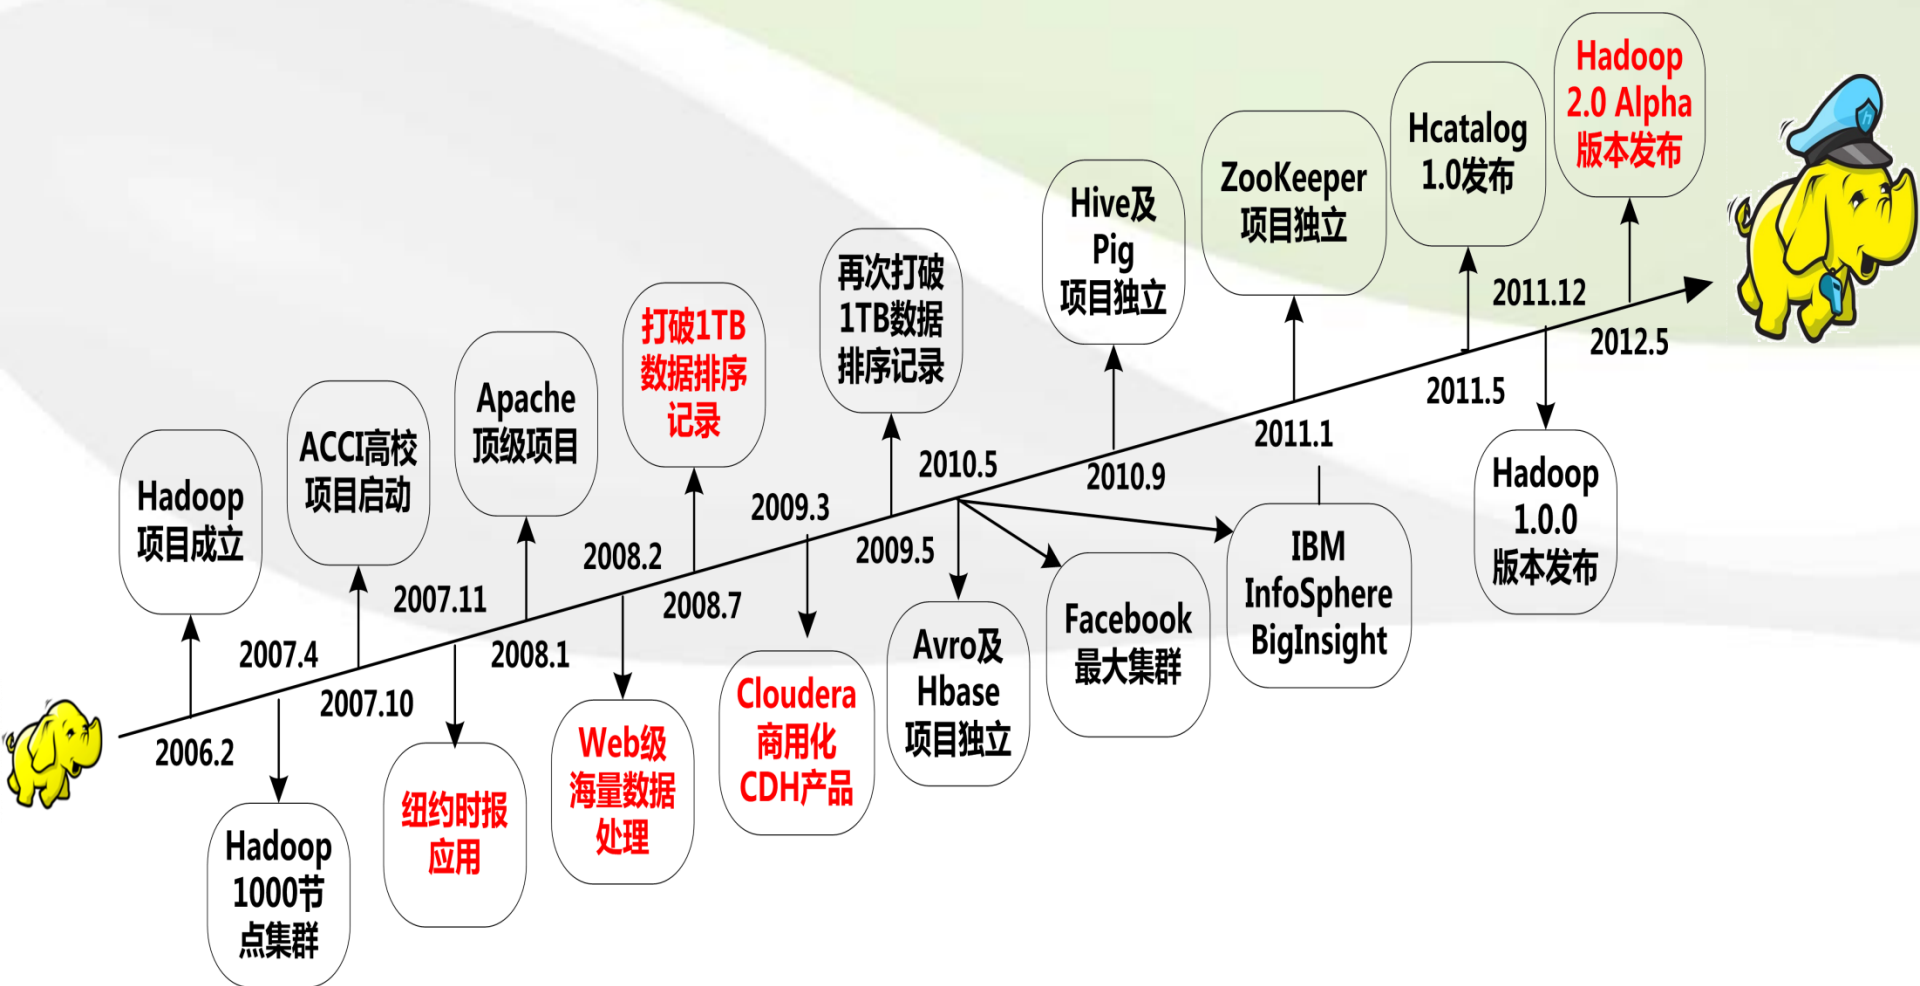 Hadoop
项目成立
2006.2
2007.4
Hadoop
1000节
点集群
ACCI高校
项目启动
2007.10
2007.11
纽约时报
应用
Apache
顶级项目
2008.1
2008.2
Web级
海量数据
处理
打破1TB
数据排序
记录
2008.7
2009.3
Cloudera
商用化
CDH产品
再次打破
1TB数据
排序记录
2009.5
2010.5
Avro及
Hbase
项目独立
Facebook
最大集群
IBM
InfoSphere
BigInsight
Hive及
Pig
项目独立
2010.9
ZooKeeper
项目独立
2011.1
Hcatalog
1.0发布
2011.5
2011.12
Hadoop
1.0.0
版本发布
Hadoop
2.0 Alpha
版本发布
2012.5
h